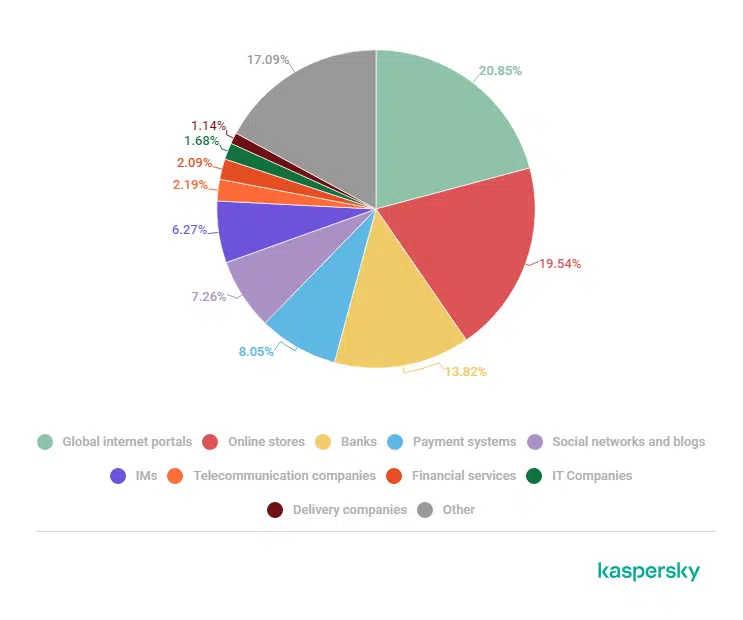 17.09%
20.85%
1.14%
1.68%
2.09%
2.19%
6.27%
19.54%
7.26%
8.05%
13.82%
Global internet portals Online stores Banks Payment systems Social networks and blogs
IMs Telecommunication companies Financial services IT Companies
Delivery companies Other
kaspersky